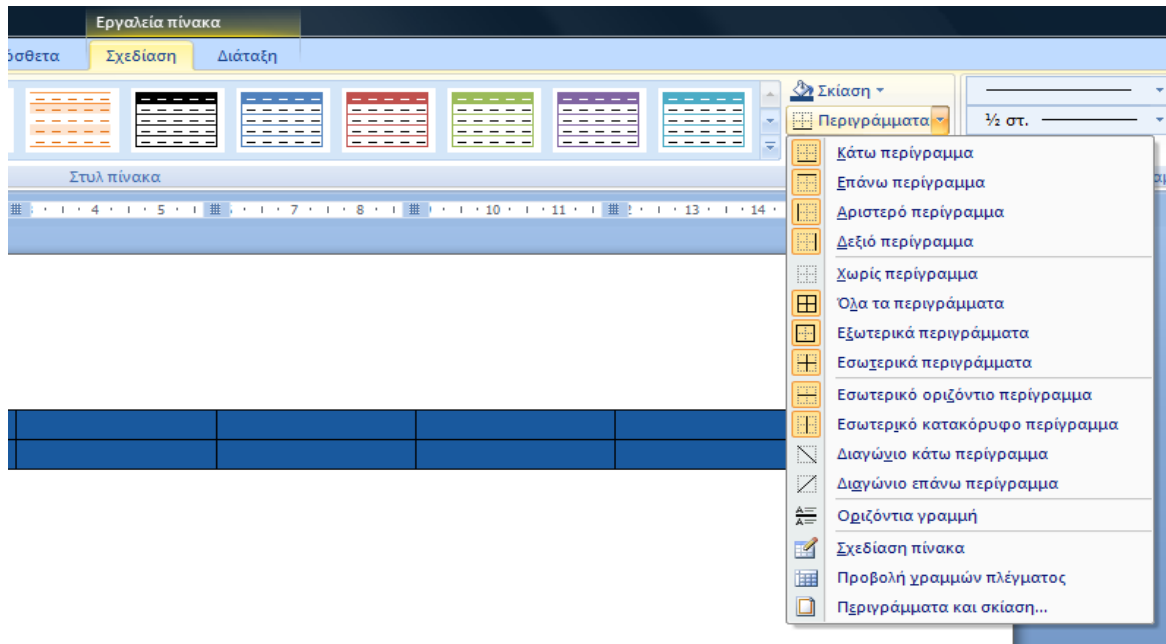 Εργαλεία πίνακα
Σχεδίαση Διάταξη
Σκίαση
Περιγράμματα
½ στ.
Στυλ πίνακα
4 5 7 8 10 11 13 14
Κάτω περίγραμμα
Επάνω περίγραμμα
Αριστερό περίγραμμα
Δεξιό περίγραμμα
Χωρίς περίγραμμα
Όλα τα περιγράμματα
Εξωτερικά περιγράμματα
Εσωτερικά περιγράμματα
Εσωτερικό οριζόντιο περίγραμμα
Εσωτερικό κατακόρυφο περίγραμμα
Διαγώνιο κάτω περίγραμμα
Διαγώνιο επάνω περίγραμμα
Οριζόντια γραμμή
Σχεδίαση πίνακα
Προβολή γραμμών πλέγματος
Περιγράμματα και σκίαση...